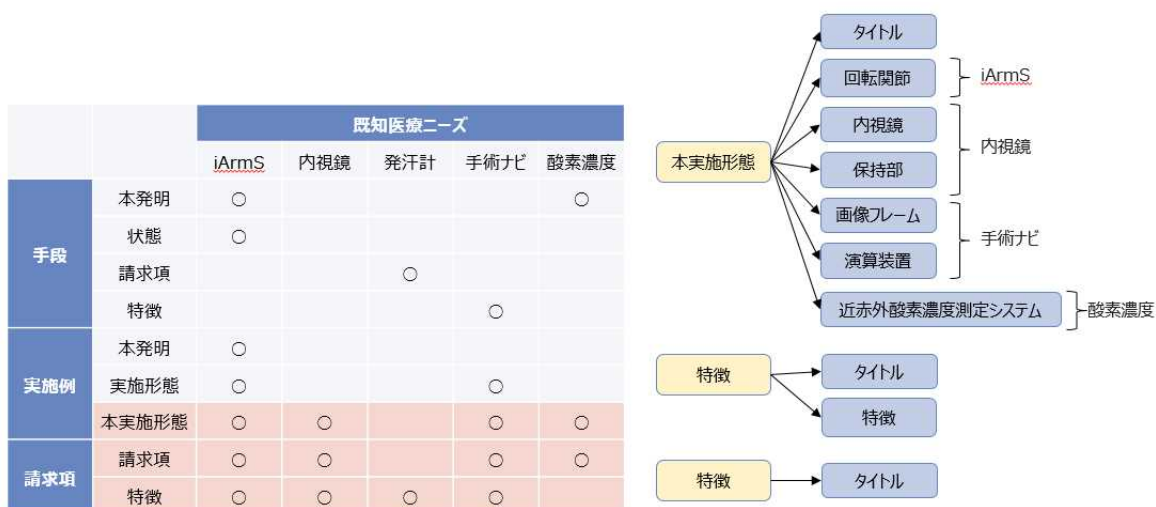 既知医療ニーズ
iArmS 内視鏡 発汗計 手術ナビ 酸素濃度
手段
本発明 ○ ○
状態 ○
請求項 ○
特徴 ○
実施例
本発明 ○
実施形態 ○ ○
本実施形態 ○ ○ ○ ○
請求項
請求項 ○ ○ ○ ○
特徴 ○ ○ ○ ○
本実施形態
タイトル
回転関節
iArmS
内視鏡
保持部
内視鏡
画像フレーム
演算装置
手術ナビ
近赤外酸素濃度測定システム
酸素濃度
特徴
タイトル
特徴
特徴
タイトル